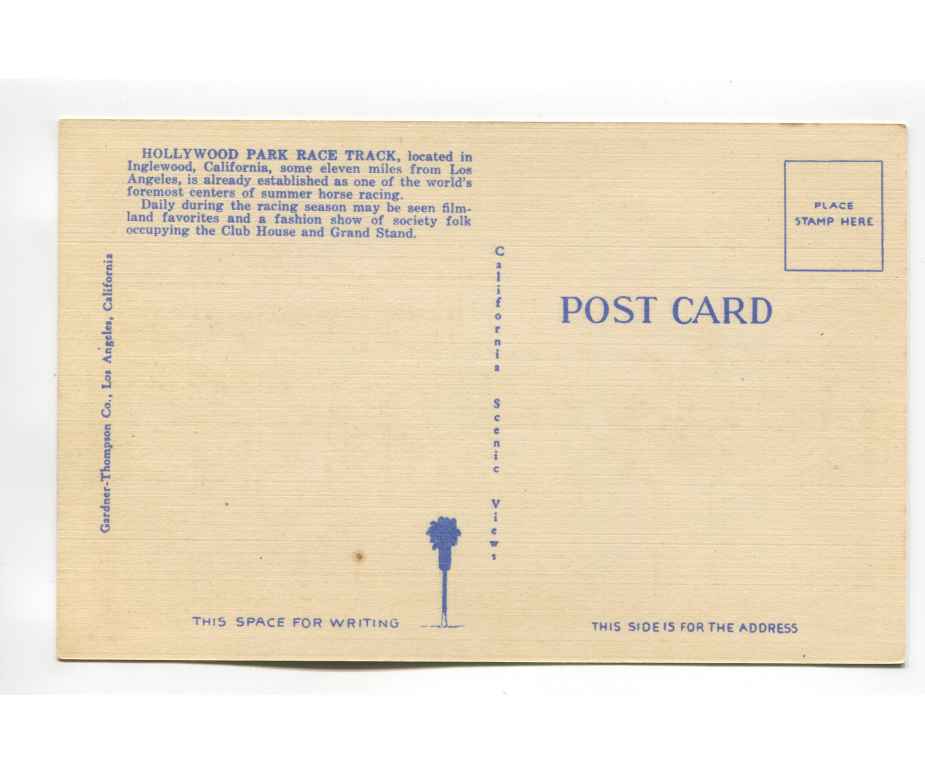 HOLLYWOOD PARK RACE TRACK, located in
Inglewood, California, some eleven miles from Los
Angeles, is already established as one of the world's
foremost centers of summer horse racing.
Daily during the racing season may be seen film-
land favorites and a fashion show of society folk
occupying the Club House and Grand Stand.
Gardner-Thompson Co., Los Angeles, California
California Scenic Views
PLACE
STAMP HERE
POST CARD
THIS SPACE FOR WRITING
THIS SIDE IS FOR THE ADDRESS